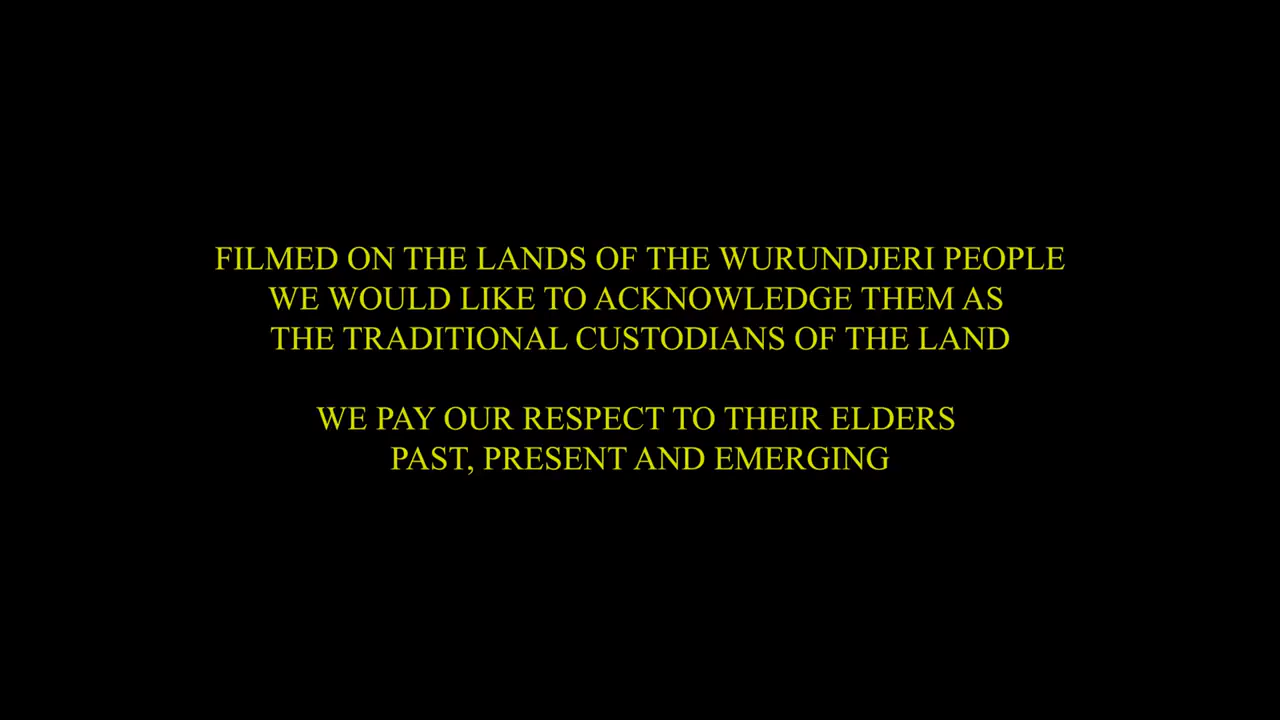 FILMED ON THE LANDS OF THE WURUNDJERI PEOPLE
WE WOULD LIKE TO ACKNOWLEDGE THEM AS
THE TRADITIONAL CUSTODIANS OF THE LAND
WE PAY OUR RESPECT TO THEIR ELDERS
PAST, PRESENT AND EMERGING